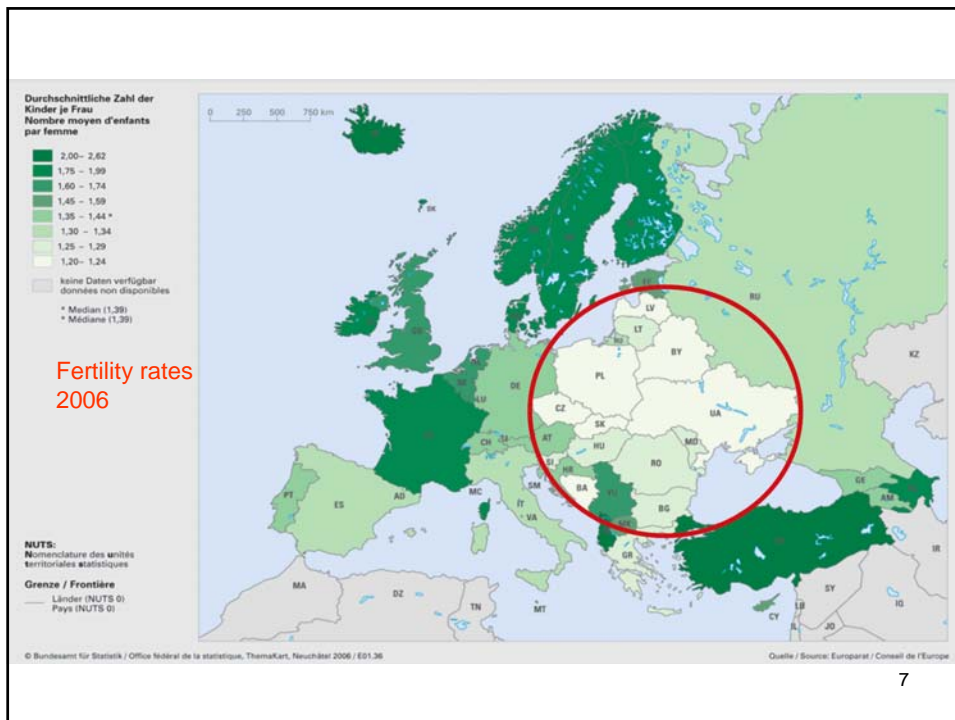 Durchschnittliche Zahl der
Kinder je Frau
Nombre moyen d'enfants
par femme
2,00– 2,62
1,75 – 1,99
1,60 – 1,74
1,45 – 1,59
1,35 – 1,44 *
1,30 – 1,34
1,25 – 1,29
1,20– 1,24
keine Daten verfügbar
données non disponibles
* Median (1,39)
* Médiane (1,39)
Fertility rates
2006
NUTS:
Nomenclature des unités
territoriales statistiques
Grenze / Frontière
Länder (NUTS 0)
Pays (NUTS 0)
0 250 500 750 km
DK
RU
LV
LT
RU
BY
KZ
DE
PL
LU
CZ
UA
SK
CH
AT
HU
MD
SI
RO
HR
BA
YU
PT
ES
AD
MC
SM
IT
VA
BG
GE
AM
GR
IR
MA
DZ
TN
MT
CY
SY
LB
IL
JO
IQ
© Bundesamt für Statistik / Office fédéral de la statistique, ThemaKart, Neuchâtel 2006 / E01.36
Quelle / Source: Europarat / Conseil de l'Europe
7